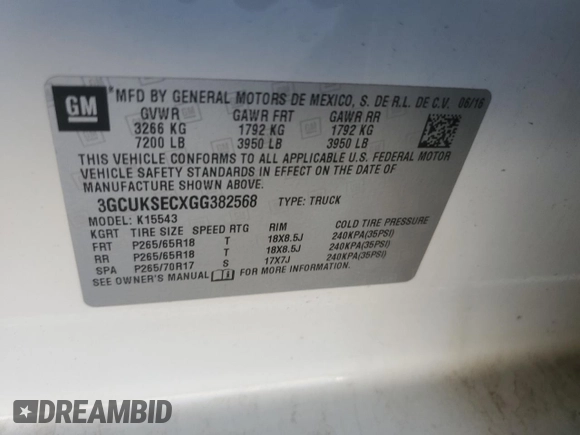 GM
*MFD BY GENERAL MOTORS DE MEXICO, S. DE R.L. DE C.V. 06/16
GVWR GAWR FRT GAWR RR
3266 KG 1792 KG 1792 KG
7200 LB 3950 LB 3950 LB
THIS VEHICLE CONFORMS TO ALL APPLICABLE U.S. FEDERAL MOTOR
VEHICLE SAFETY STANDARDS IN EFFECT ON THE DATE OF
MANUFACTURE SHOWN ABOVE.
3GCUKSECXGG382568 TYPE: TRUCK
MODEL: K15543
KGRT TIRE SIZE SPEED RTG RIM COLD TIRE PRESSURE
FRT P265/65R18 T 18X8.5J 240KPA(35PSI)
RR P265/65R18 T 18X8.5J 240KPA(35PSI)
SPA P265/70R17 S 17X7J 240KPA(35PSI)
SEE OWNER'S MANUAL FOR MORE INFORMATION.
DREAMBID